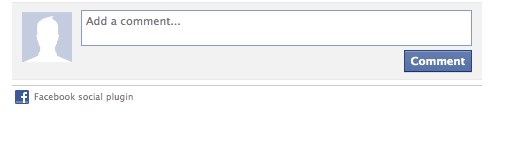 Add a comment...
Comment
Facebook social plugin